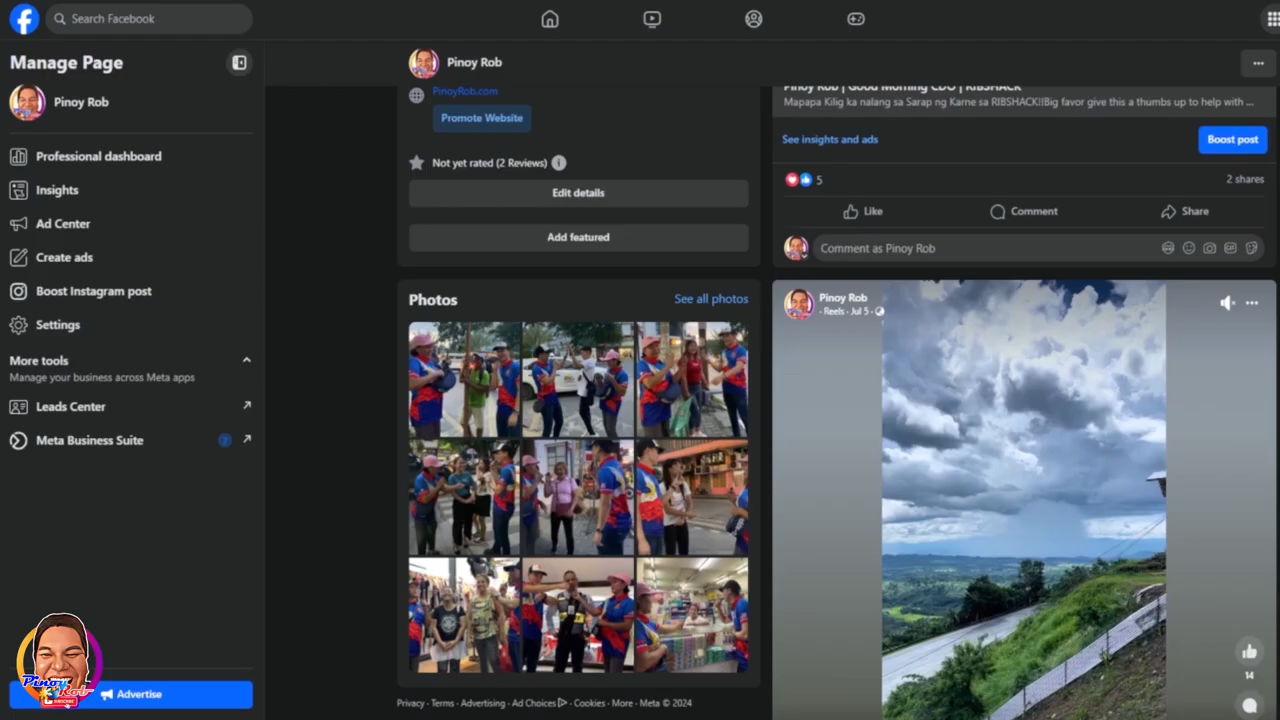 Search Facebook
Manage Page
Pinoy Rob
Professional dashboard
Insights
Ad Center
Create ads
Boost Instagram post
Settings
More tools
Manage your business across Meta apps
Leads Center
Meta Business Suite
Advertise
Pinoy Rob
SUBSCRIBE
Pinoy Rob
PinoyRob.com
Promote Website
Not yet rated (2 Reviews)
Edit details
Add featured
Photos
See all photos
Privacy · Terms · Advertising · Ad Choices · Cookies · More · Meta © 2024
Pinoy Rob | Good Morning CDO | RIBSHACK
Mapapa Kilig ka nalang sa Sarap ng Karne sa RIBSHACK!!Big favor give this a thumbs up to help with ...
See insights and ads
Boost post
5
2 shares
Like
Comment
Share
Comment as Pinoy Rob
Pinoy Rob
· Reels · Jul 5 ·
14